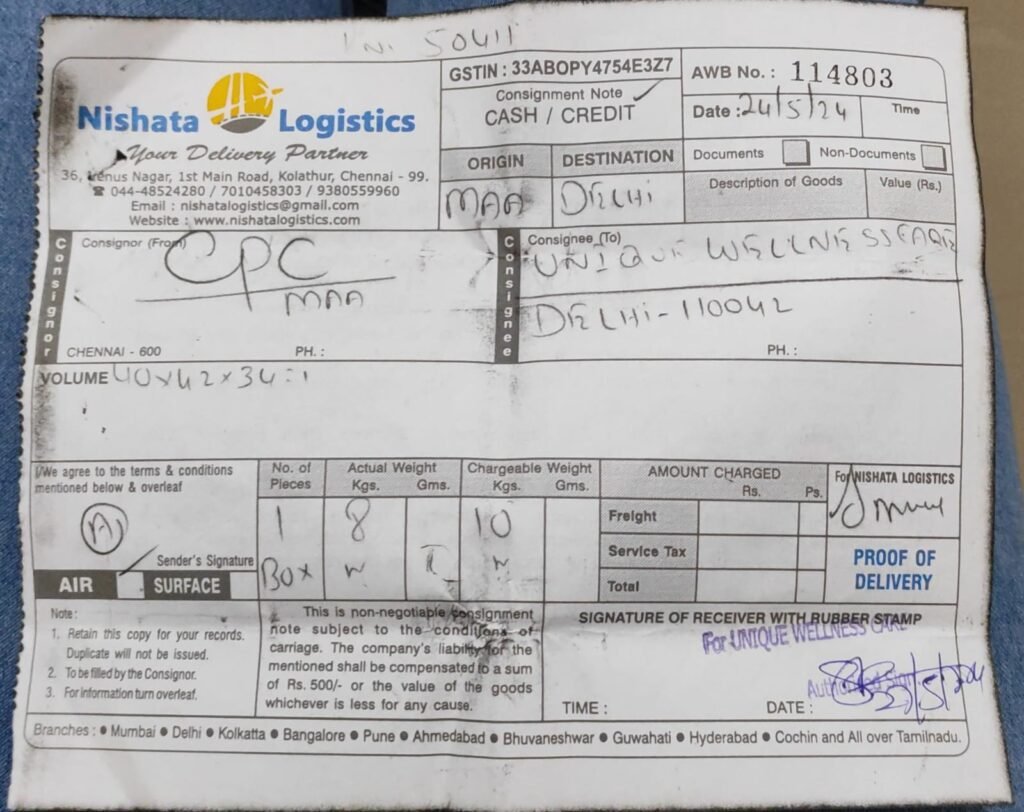 INV 50411
Nishata Logistics
Your Delivery Partner
36, Venus Nagar, 1st Main Road, Kolathur, Chennai - 99.
☎ 044-48524280 / 7010458303 / 9380559960
Email : nishatalogistics@gmail.com
Website : www.nishatalogistics.com
GSTIN : 33ABOPY4754E3Z7
Consignment Note
CASH / CREDIT
AWB No. : 114803
Date : 24/5/24 Time
ORIGIN DESTINATION
MAA DELHI
Documents Non-Documents
Description of Goods Value (Rs.)
Consignor
Consignor (From)
CPC
MAA
CHENNAI - 600 PH. :
Consignee
Consignee (To)
UNIQUE WELLNESS CARE
DELHI - 110042
PH. :
VOLUME 40x42x34=1
I/We agree to the terms & conditions
mentioned below & overleaf
Sender's Signature
AIR SURFACE
No. of Pieces Actual Weight Chargeable Weight
Kgs. Gms. Kgs. Gms.
1 8 10
BOX
AMOUNT CHARGED
Rs. Ps.
Freight
Service Tax
Total
For NISHATA LOGISTICS
PROOF OF
DELIVERY
Note :
1. Retain this copy for your records.
Duplicate will not be issued.
2. To be filled by the Consignor.
3. For information turn overleaf.
This is non-negotiable consignment
note subject to the conditions of
carriage. The company's liability for the
mentioned shall be compensated to a sum
of Rs. 500/- or the value of the goods
whichever is less for any cause.
SIGNATURE OF RECEIVER WITH RUBBER STAMP
For UNIQUE WELLNESS CARE
Authorised Sign
TIME : DATE :
Branches : ● Mumbai ● Delhi ● Kolkatta ● Bangalore ● Pune ● Ahmedabad ● Bhuvaneshwar ● Guwahati ● Hyderabad ● Cochin and All over Tamilnadu.